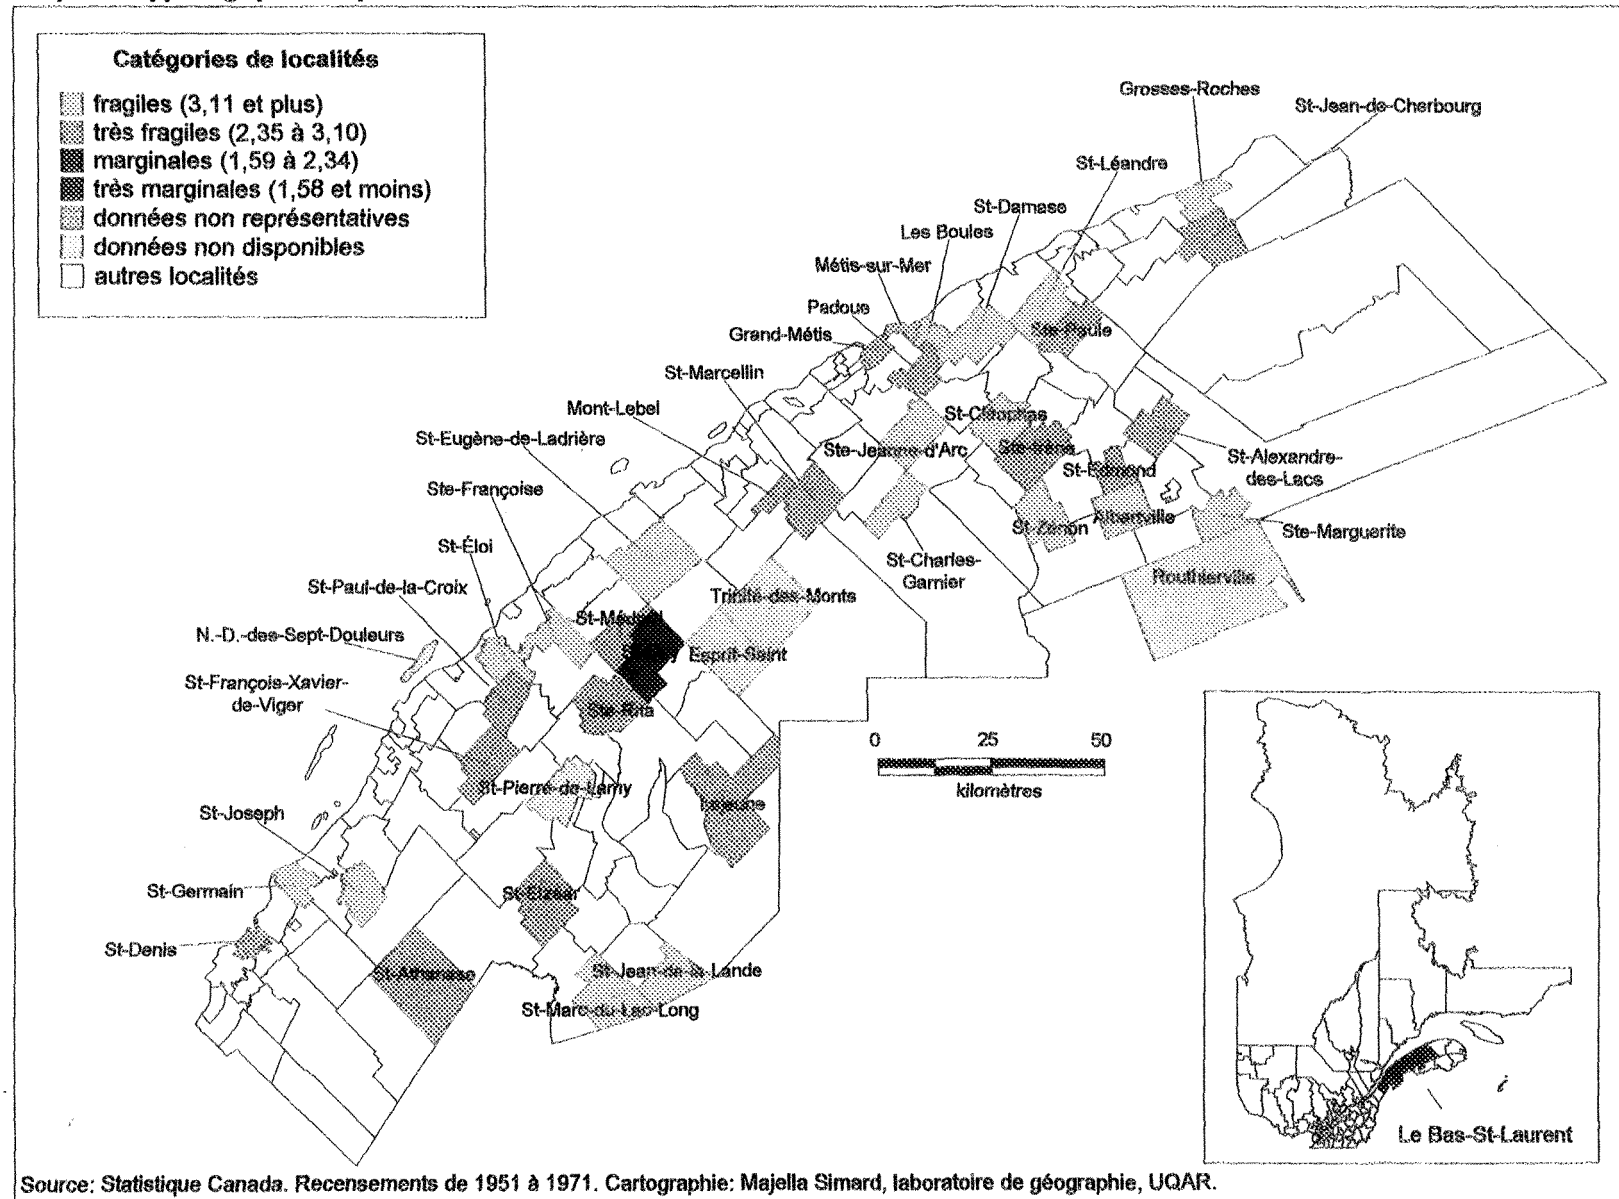 Catégories de localités
fragiles (3,11 et plus)
très fragiles (2,35 à 3,10)
marginales (1,59 à 2,34)
très marginales (1,58 et moins)
données non représentatives
données non disponibles
autres localités
Grosses-Roches
St-Jean-de-Cherbourg
St-Léandre
St-Damase
Les Boules
Métis-sur-Mer
Padoue
Grand-Métis
Ste-Paule
St-Marcellin
Mont-Lebel
St-Cléophas
St-Eugène-de-Ladrière
Ste-Jeanne-d'Arc
Ste-Irène
St-Edmond
St-Alexandre-
des-Lacs
Ste-Françoise
St-Zénon
Albertville
Ste-Marguerite
St-Éloi
St-Charles-
Garnier
Routhierville
St-Paul-de-la-Croix
Trinité-des-Monts
St-Médard
N.-D.-des-Sept-Douleurs
Esprit-Saint
St-François-Xavier-
de-Viger
Ste-Rita
0 25 50
kilomètres
St-Pierre-de-Lamy
Lejeune
St-Joseph
St-Germain
St-Elzéar
St-Denis
St-Athanase
St-Jean-de-la-Lande
St-Marc-du-Lac-Long
Le Bas-St-Laurent
Source: Statistique Canada. Recensements de 1951 à 1971. Cartographie: Majella Simard, laboratoire de géographie, UQAR.